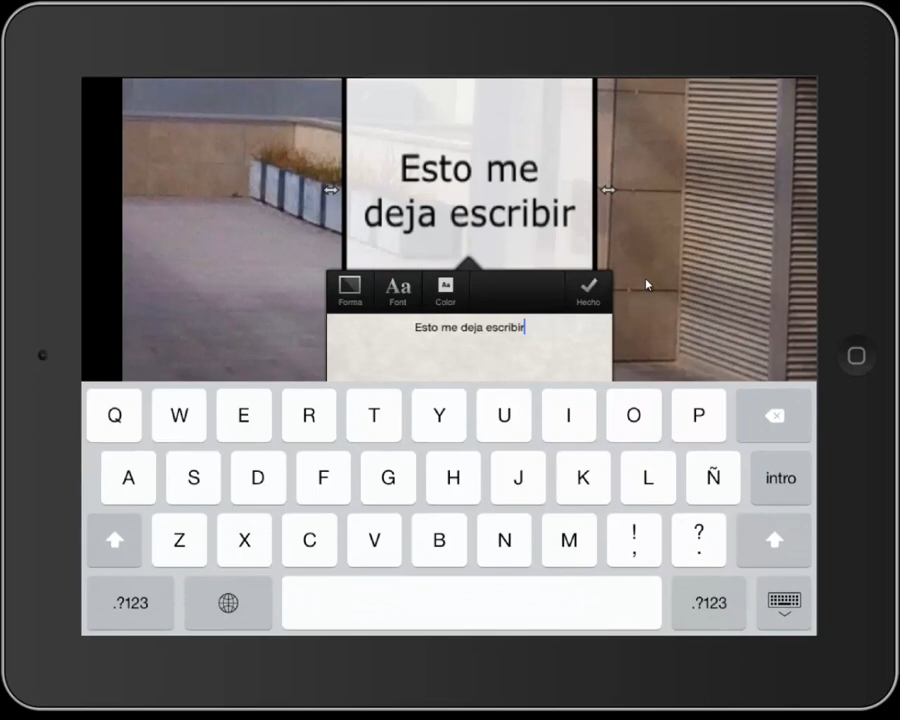 Esto me
deja escribir
Forma
Aa
Font
Aa
Color
Hecho
Esto me deja escribir
Q W E R T Y U I O P
A S D F G H J K L Ñ intro
Z X C V B N M ! , ? .
.?123 .?123